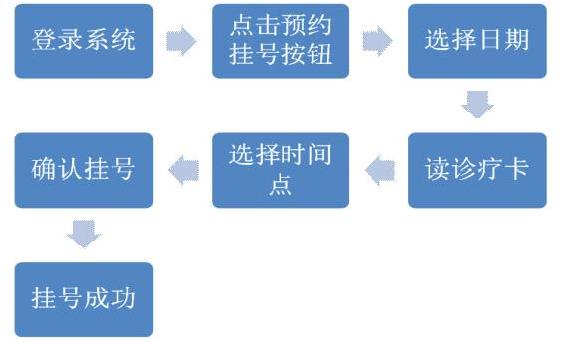 登录系统
点击预约
挂号按钮
选择日期
读诊疗卡
选择时间
点
确认挂号
挂号成功